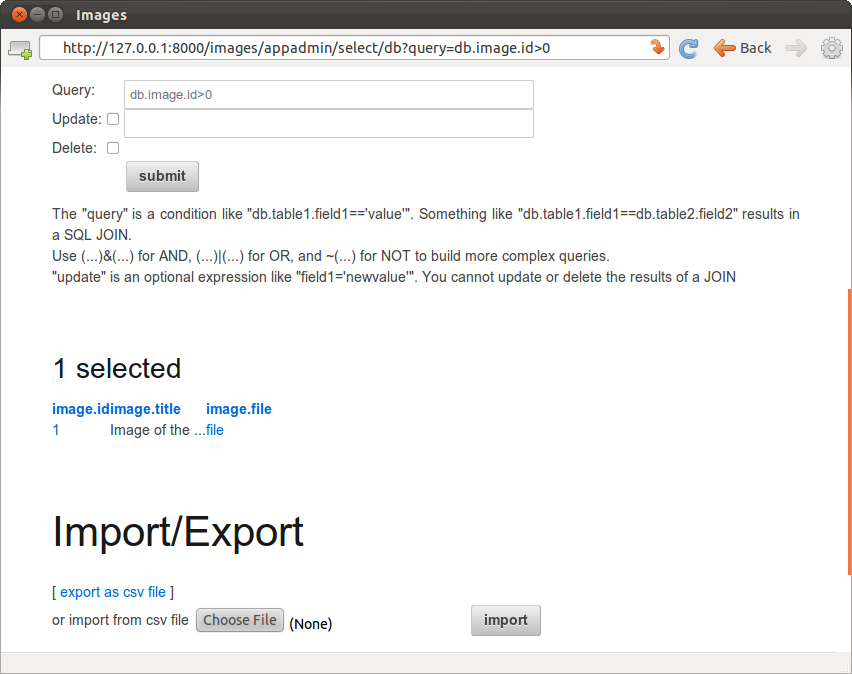 Images
http://127.0.0.1:8000/images/appadmin/select/db?query=db.image.id>0 Back
Query: db.image.id>0
Update:
Delete:
submit
The "query" is a condition like "db.table1.field1=='value'". Something like "db.table1.field1==db.table2.field2" results in
a SQL JOIN.
Use (...)&(...) for AND, (...)|(...) for OR, and ~(...) for NOT to build more complex queries.
"update" is an optional expression like "field1='newvalue'". You cannot update or delete the results of a JOIN
1 selected
image.idimage.title image.file
1 Image of the ...file
Import/Export
[ export as csv file ]
or import from csv file Choose File (None) import